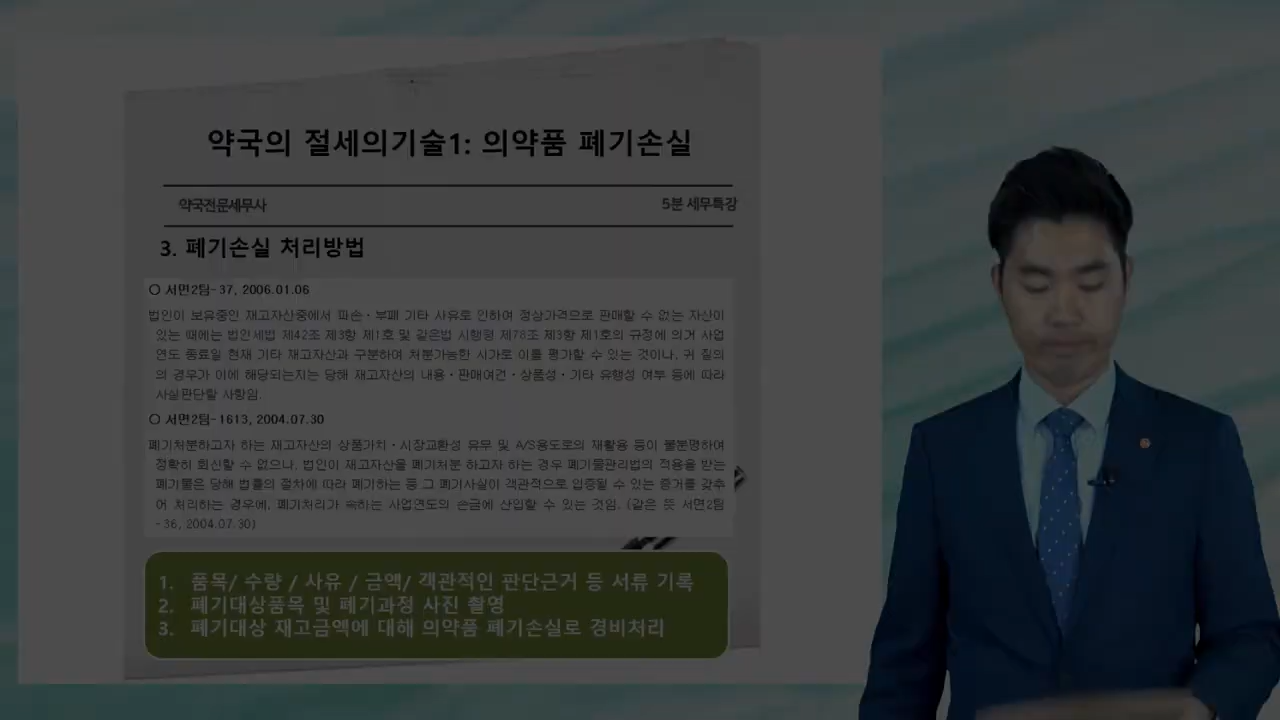 약국의 절세의기술1: 의약품 폐기손실
약국전문세무사 5분 세무특강
3. 폐기손실 처리방법
○ 서면2팀-37, 2006.01.06
법인이 보유중인 재고자산중에서 파손·부패 기타 사유로 인하여 정상가격으로 판매할 수 없는 자산이
있는 때에는 법인세법 제42조 제3항 제1호 및 같은법 시행령 제78조 제3항 제1호의 규정에 의거 사업
연도 종료일 현재 기타 재고자산과 구분하여 처분가능한 시가로 이를 평가할 수 있는 것이나, 귀 질의
의 경우가 이에 해당되는지는 당해 재고자산의 내용·판매여건·상품성·기타 유행성 여부 등에 따라
사실판단할 사항임.
○ 서면2팀-1613, 2004.07.30
폐기처분하고자 하는 재고자산의 상품가치·시장교환성 유무 및 A/S용도로의 재활용 등이 불분명하여
정확히 회신할 수 없으나, 법인이 재고자산을 폐기처분 하고자 하는 경우 폐기물관리법의 적용을 받는
폐기물은 당해 법률의 절차에 따라 폐기하는 등 그 폐기사실이 객관적으로 입증될 수 있는 증거를 갖추
어 처리하는 경우에, 폐기처리가 속하는 사업연도의 손금에 산입할 수 있는 것임. (같은 뜻 서면2팀
-36, 2004.07.30)
1. 품목/ 수량 / 사유 / 금액/ 객관적인 판단근거 등 서류 기록
2. 폐기대상품목 및 폐기과정 사진 촬영
3. 폐기대상 재고금액에 대해 의약품 폐기손실로 경비처리